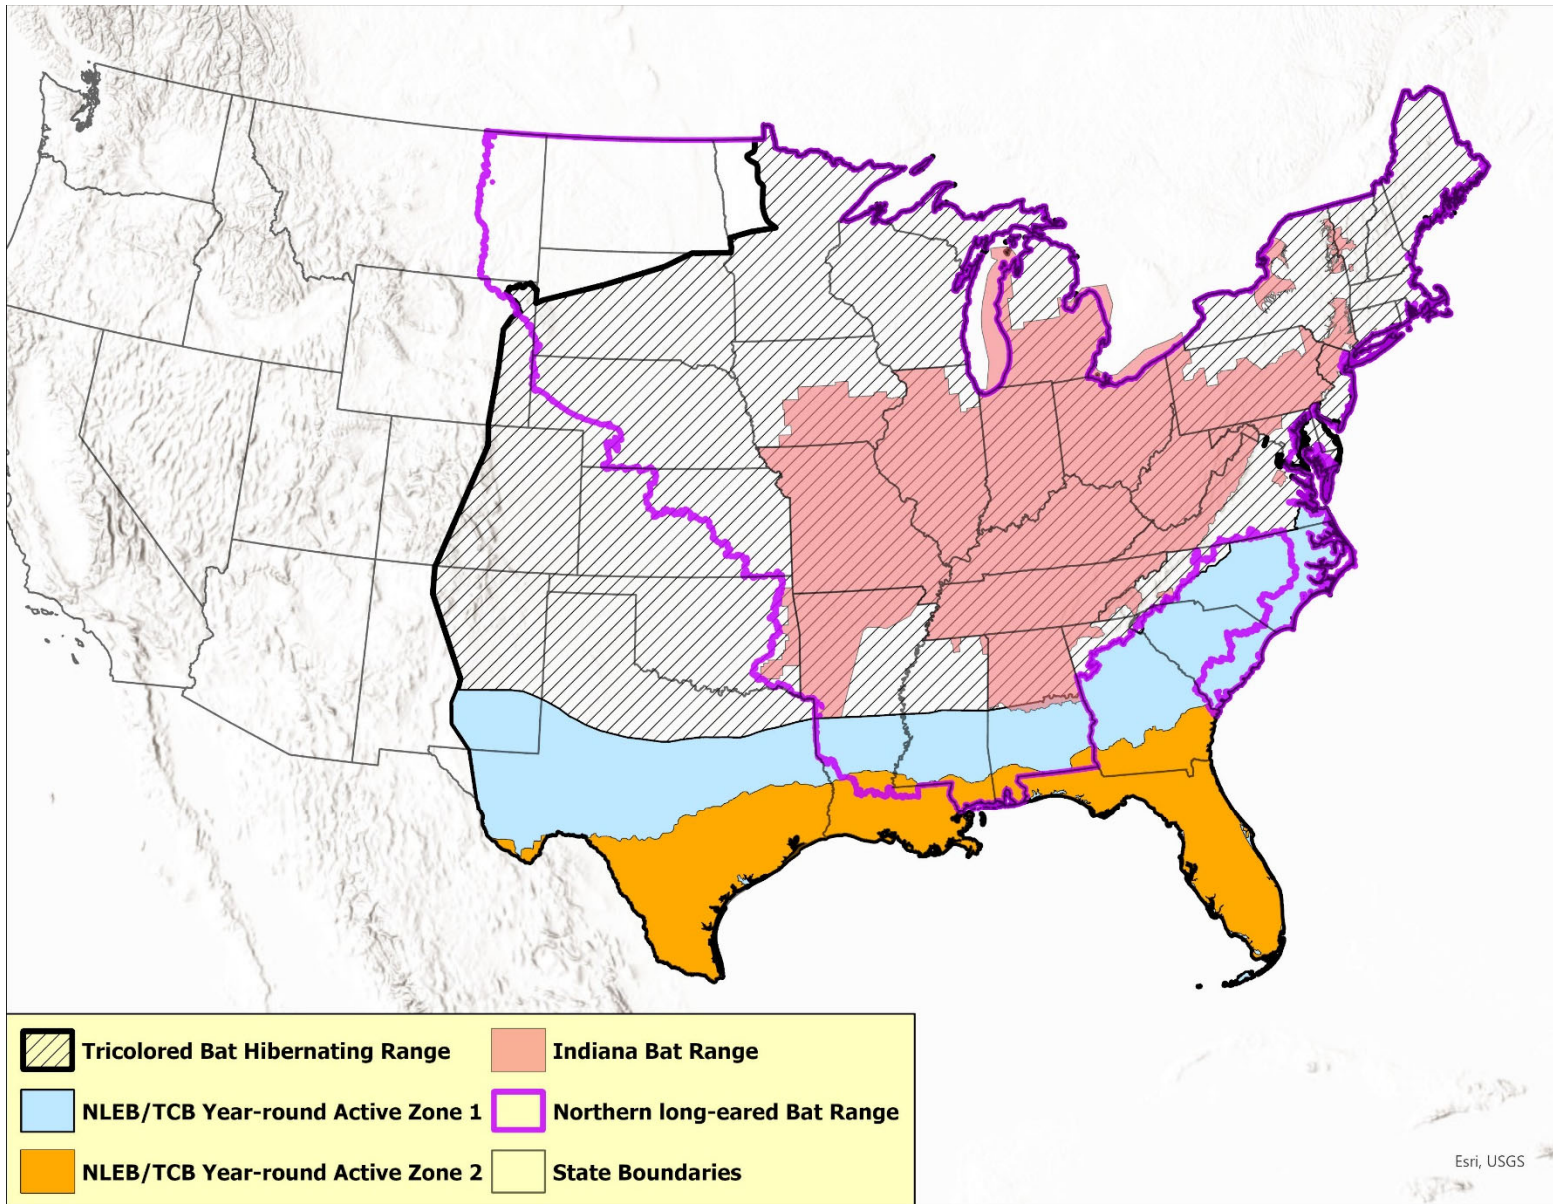 Tricolored Bat Hibernating Range
Indiana Bat Range
NLEB/TCB Year-round Active Zone 1
Northern long-eared Bat Range
NLEB/TCB Year-round Active Zone 2
State Boundaries
Esri, USGS